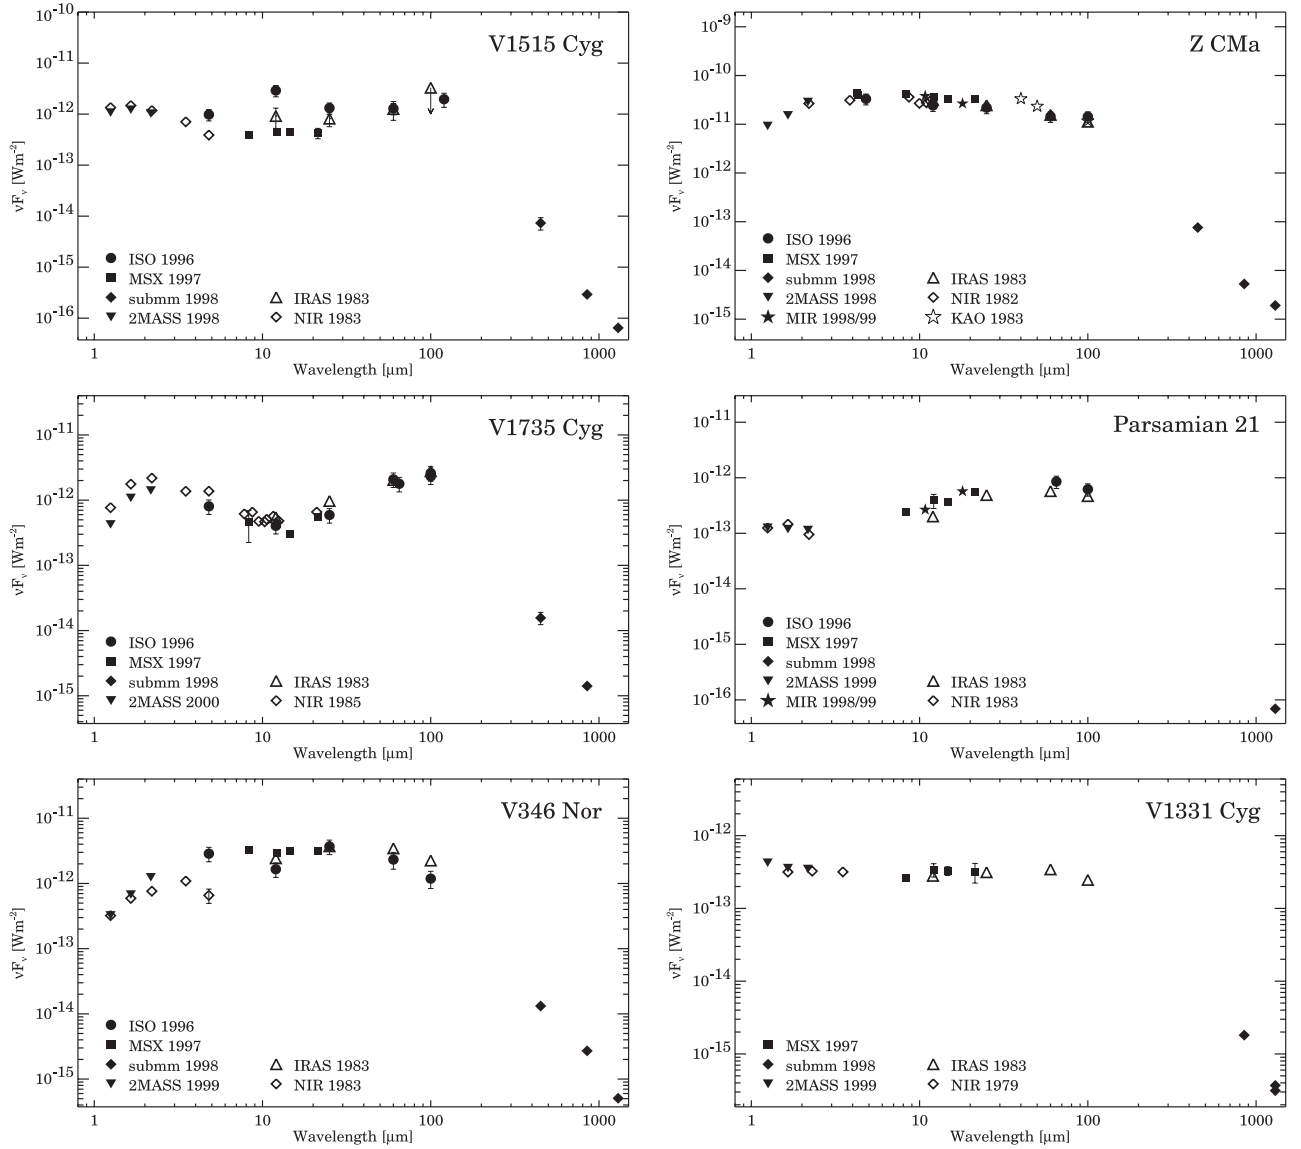 V1515 Cyg
10⁻¹⁰
10⁻¹¹
10⁻¹²
10⁻¹³
10⁻¹⁴
10⁻¹⁵
10⁻¹⁶
νFᵥ [Wm⁻²]
ISO 1996
MSX 1997
submm 1998
IRAS 1983
2MASS 1998
NIR 1983
1 10 100 1000
Wavelength [µm]
Z CMa
10⁻⁹
10⁻¹⁰
10⁻¹¹
10⁻¹²
10⁻¹³
10⁻¹⁴
10⁻¹⁵
νFᵥ [Wm⁻²]
ISO 1996
MSX 1997
submm 1998
IRAS 1983
2MASS 1998
NIR 1982
MIR 1998/99
KAO 1983
1 10 100 1000
Wavelength [µm]
V1735 Cyg
10⁻¹¹
10⁻¹²
10⁻¹³
10⁻¹⁴
10⁻¹⁵
νFᵥ [Wm⁻²]
ISO 1996
MSX 1997
submm 1998
IRAS 1983
2MASS 2000
NIR 1985
1 10 100 1000
Wavelength [µm]
Parsamian 21
10⁻¹¹
10⁻¹²
10⁻¹³
10⁻¹⁴
10⁻¹⁵
10⁻¹⁶
νFᵥ [Wm⁻²]
ISO 1996
MSX 1997
submm 1998
2MASS 1999
IRAS 1983
MIR 1998/99
NIR 1983
1 10 100 1000
Wavelength [µm]
V346 Nor
10⁻¹¹
10⁻¹²
10⁻¹³
10⁻¹⁴
10⁻¹⁵
νFᵥ [Wm⁻²]
ISO 1996
MSX 1997
submm 1998
IRAS 1983
2MASS 1999
NIR 1983
1 10 100 1000
Wavelength [µm]
V1331 Cyg
10⁻¹²
10⁻¹³
10⁻¹⁴
10⁻¹⁵
νFᵥ [Wm⁻²]
MSX 1997
submm 1998
IRAS 1983
2MASS 1999
NIR 1979
1 10 100 1000
Wavelength [µm]